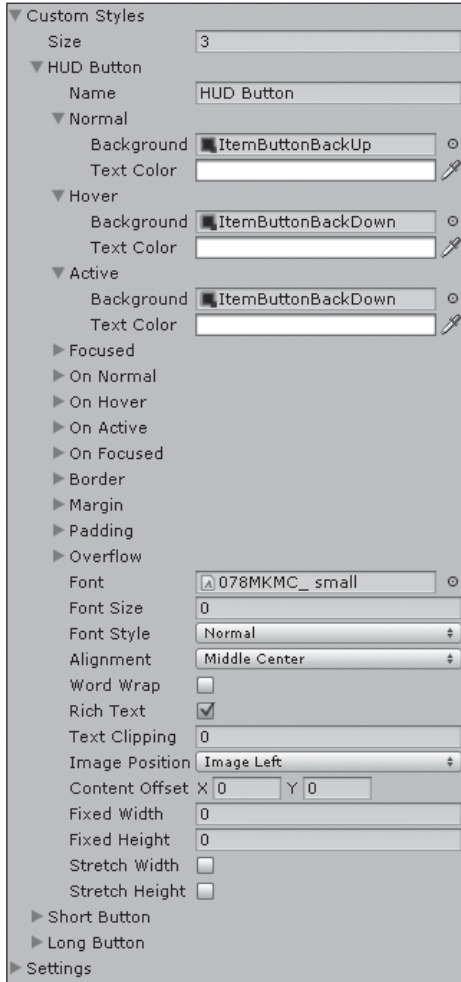 Custom Styles
Size 3
HUD Button
Name HUD Button
Normal
Background ItemButtonBackUp
Text Color
Hover
Background ItemButtonBackDown
Text Color
Active
Background ItemButtonBackDown
Text Color
Focused
On Normal
On Hover
On Active
On Focused
Border
Margin
Padding
Overflow
Font 078MKMC_ small
Font Size 0
Font Style Normal
Alignment Middle Center
Word Wrap
Rich Text
Text Clipping 0
Image Position Image Left
Content Offset X 0 Y 0
Fixed Width 0
Fixed Height 0
Stretch Width
Stretch Height
Short Button
Long Button
Settings